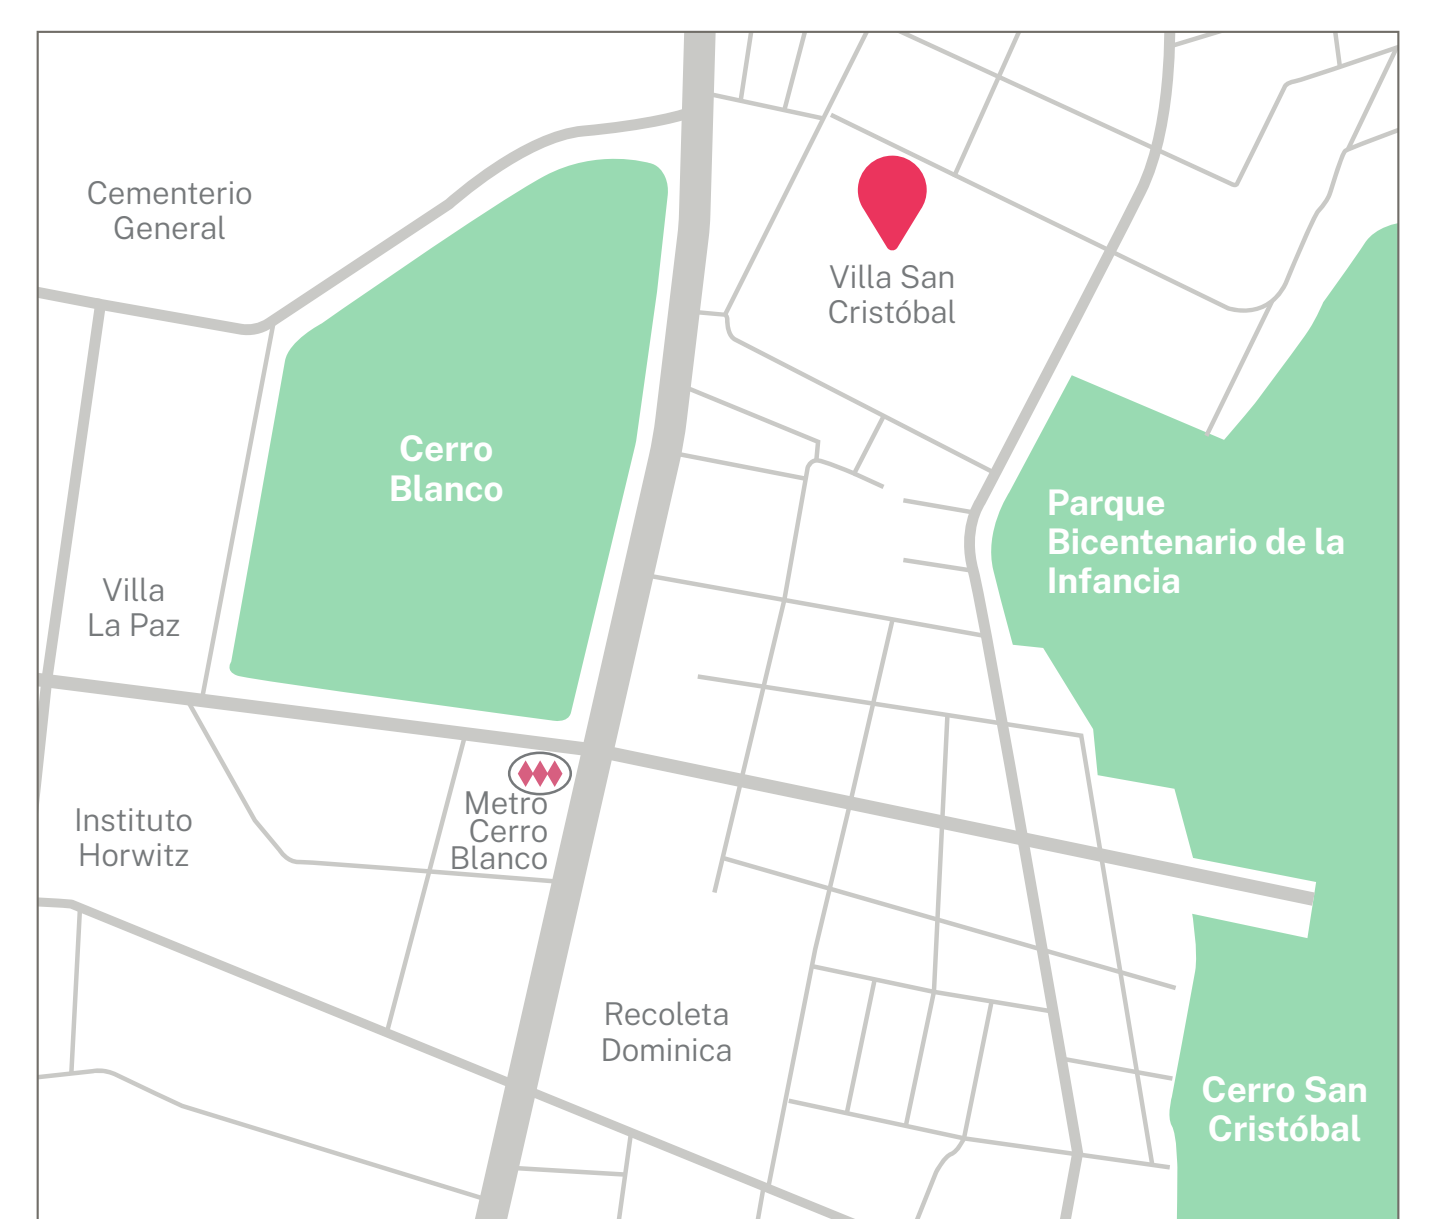 Cementerio
General
Villa San
Cristóbal
Cerro
Blanco
Parque
Bicentenario de la
Infancia
Villa
La Paz
Instituto
Horwitz
Metro
Cerro
Blanco
Recoleta
Dominica
Cerro San
Cristóbal